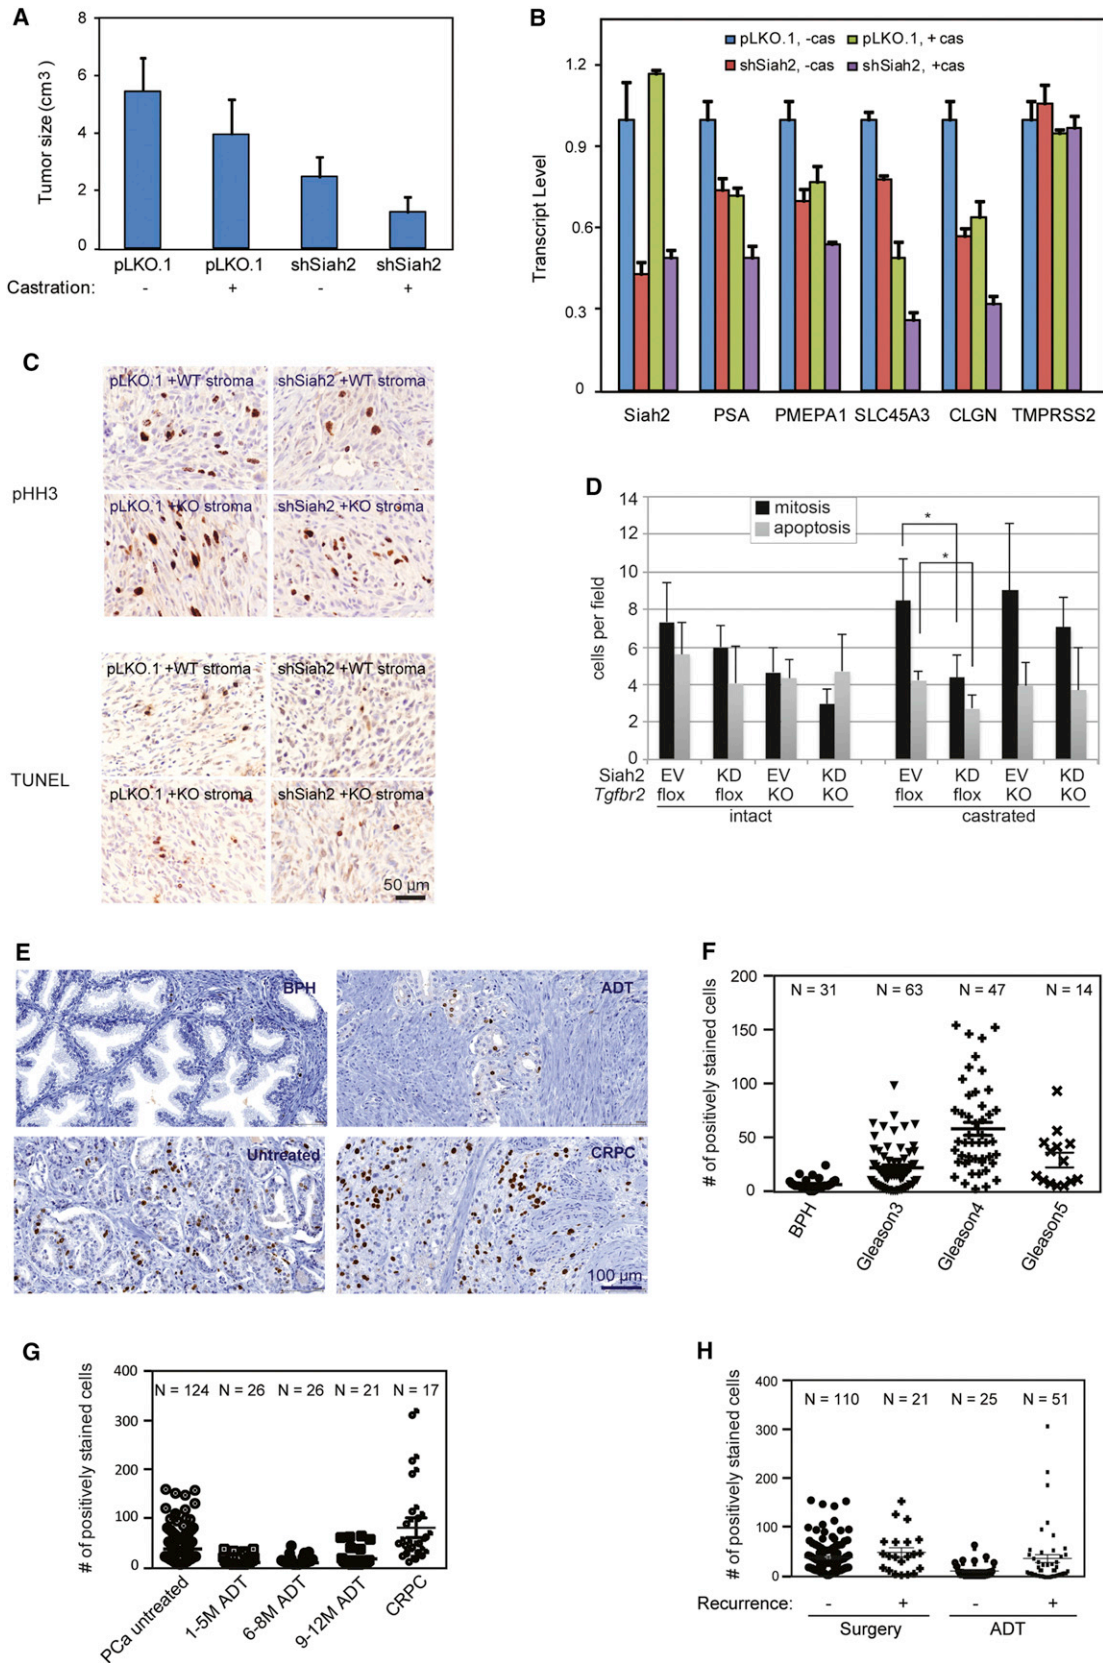 A
8
6
4
2
0
Tumor size (cm3)
pLKO.1 pLKO.1 shSiah2 shSiah2
Castration: - + - +
B
pLKO.1, -cas pLKO.1, + cas
shSiah2, -cas shSiah2, +cas
1.2
0.9
0.6
0.3
0
Transcript Level
Siah2 PSA PMEPA1 SLC45A3 CLGN TMPRSS2
C
pHH3
pLKO.1 +WT stroma shSiah2 +WT stroma
pLKO.1 +KO stroma shSiah2 +KO stroma
TUNEL
pLKO.1 +WT stroma shSiah2 +WT stroma
pLKO.1 +KO stroma shSiah2 +KO stroma
50 µm
D
14
12
10
8
6
4
2
0
cells per field
mitosis
apoptosis
* 
*
Siah2 EV KD EV KD EV KD EV KD
Tgfbr2 flox flox KO KO flox flox KO KO
intact castrated
E
BPH ADT
Untreated CRPC
100 µm
F
200
150
100
50
0
# of positively stained cells
N = 31 N = 63 N = 47 N = 14
BPH Gleason3 Gleason4 Gleason5
G
400
300
200
100
0
# of positively stained cells
N = 124 N = 26 N = 26 N = 21 N = 17
PCa untreated 1-5M ADT 6-8M ADT 9-12M ADT CRPC
H
400
300
200
100
0
# of positively stained cells
N = 110 N = 21 N = 25 N = 51
Recurrence: - + - +
Surgery ADT